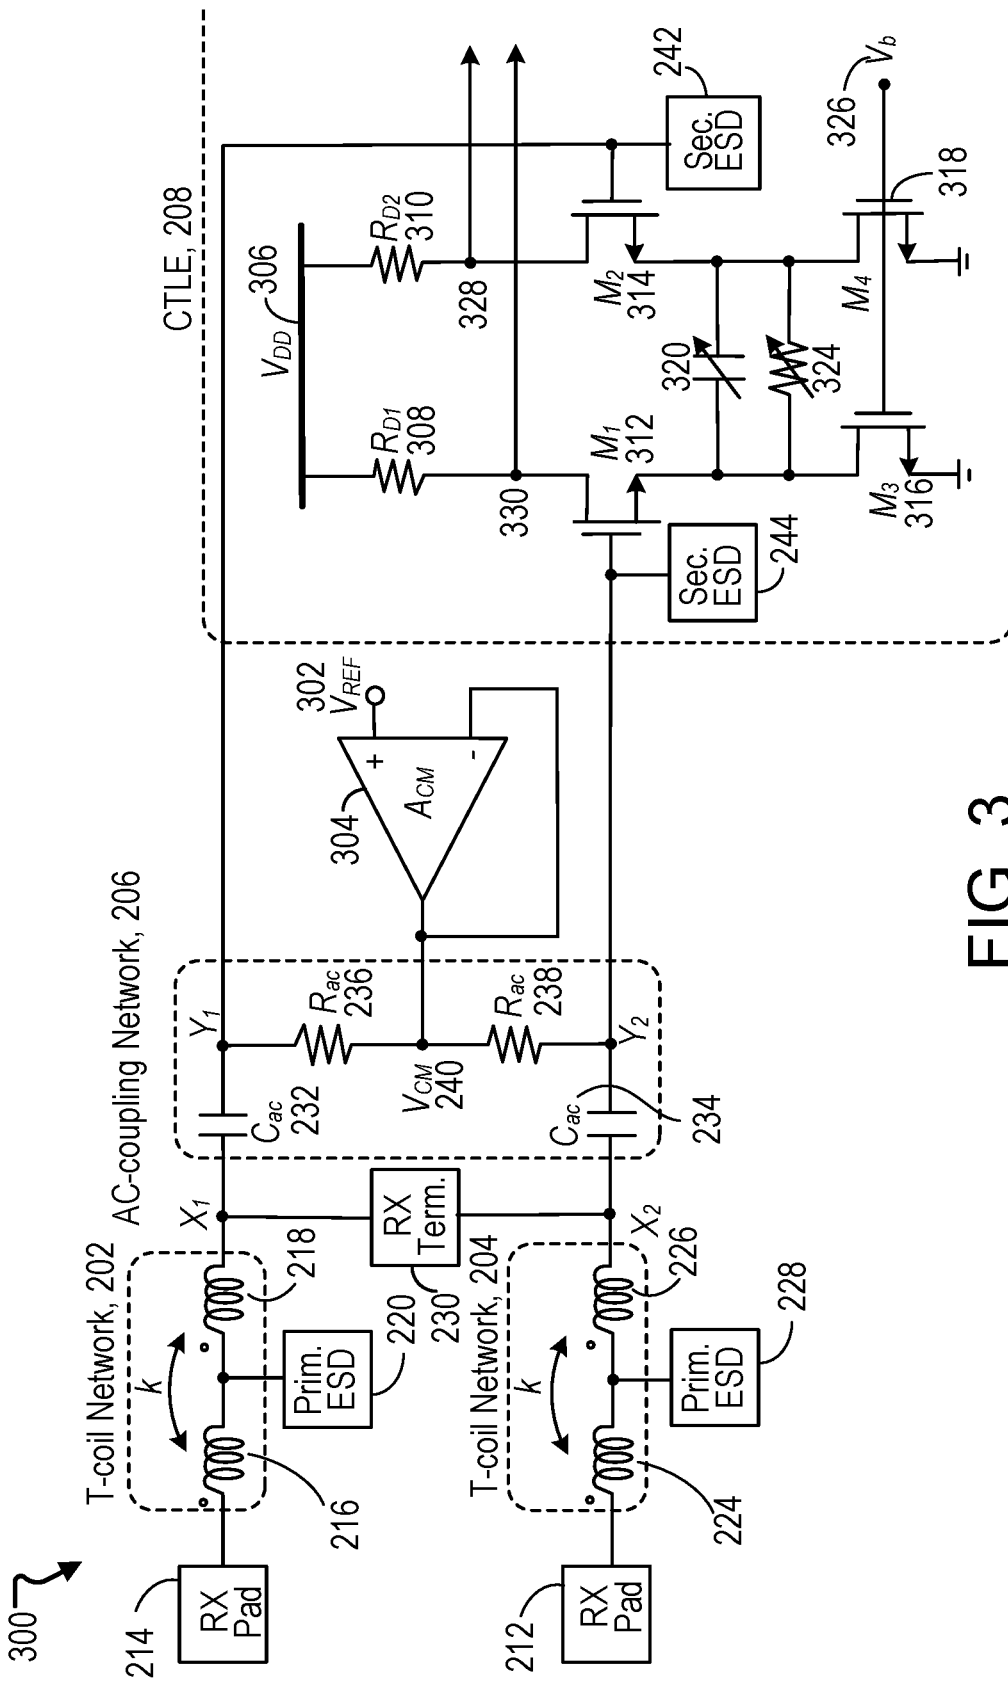 300
T-coil Network, 202
AC-coupling Network, 206
CTLE, 208
214
RX
Pad
216
k
218
Prim.
ESD
220
X1
RX
Term.
230
Cac
232
Y1
Rac
236
VCM
240
Rac
238
304
ACM
+
-
302
VREF
VDD
306
RD1
308
RD2
310
330
328
T-coil Network, 204
212
RX
Pad
224
k
226
Prim.
ESD
228
X2
Cac
234
Y2
Sec.
ESD
244
M1
312
M2
314
Sec.
ESD
242
320
324
M3
316
M4
318
326
Vb
FIG. 3